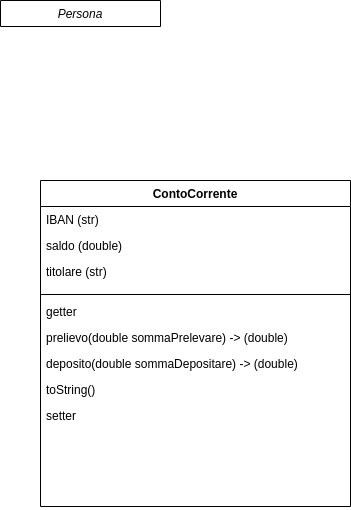 Persona
ContoCorrente
IBAN (str)
saldo (double)
titolare (str)
getter
prelievo(double sommaPrelevare) -> (double)
deposito(double sommaDepositare) -> (double)
toString()
setter